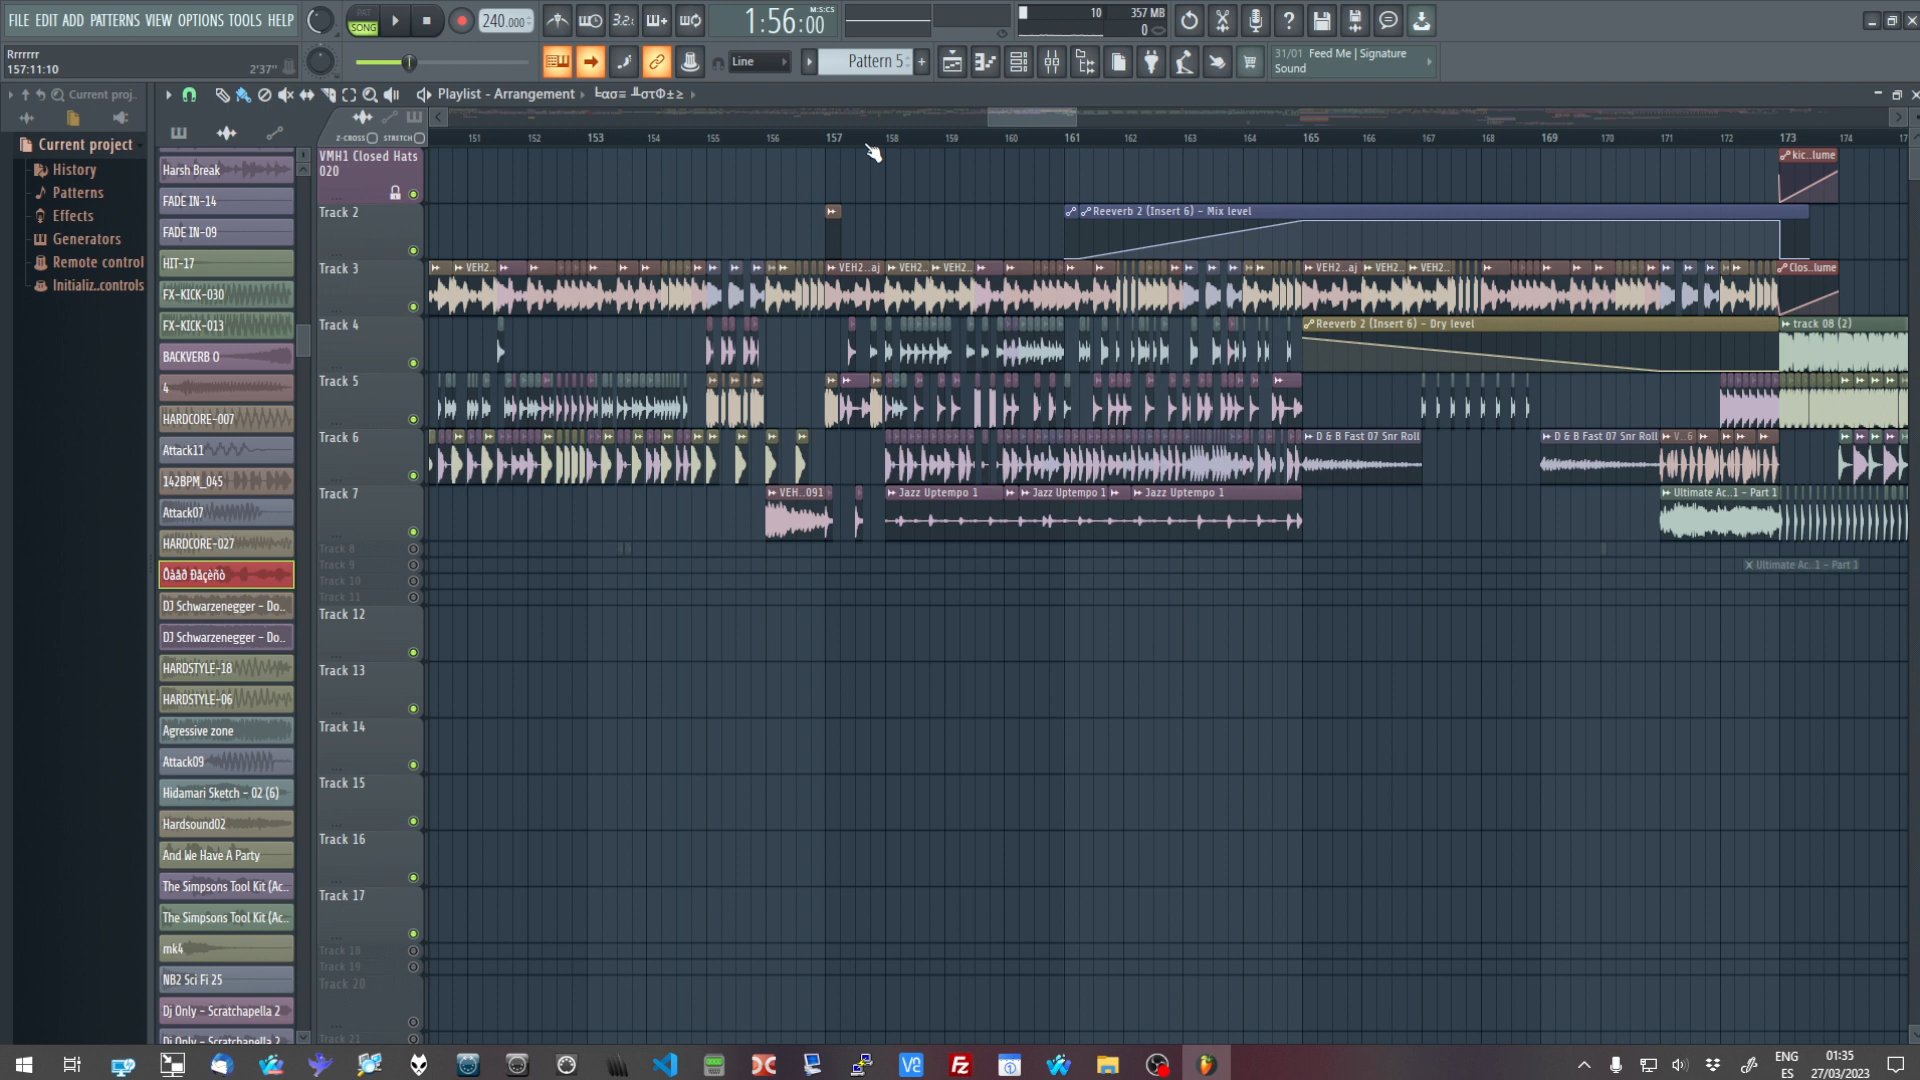 FILE EDIT ADD PATTERNS VIEW OPTIONS TOOLS HELP
PAT
SONG
240.000
3.2:
1:56:00
M:S:CS
10
357 MB
0
Rrrrrrr
157:11:10
2'37"
Line
Pattern 5
31/01 Feed Me | Signature
Sound
Current proj..
Playlist - Arrangement
Current project
History
Patterns
Effects
Generators
Remote control
Initializ..controls
Harsh Break
FADE IN-14
FADE IN-09
HIT-17
FX-KICK-030
FX-KICK-013
BACKVERB O
4
HARDCORE-007
Attack11
142BPM_045
Attack07
HARDCORE-027
DJ Schwarzenegger - Do..
DJ Schwarzenegger - Do..
HARDSTYLE-18
HARDSTYLE-06
Agressive zone
Attack09
Hidamari Sketch - 02 (6)
Hardsound02
And We Have A Party
The Simpsons Tool Kit (Ac..
The Simpsons Tool Kit (Ac..
mk4
NB2 Sci Fi 25
Dj Only - Scratchapella 2
Dj Only - Scratchapella 2
Z-CROSS
STRETCH
151 152 153 154 155 156 157 158 159 160 161 162 163 164 165 166 167 168 169 170 171 172 173 174 17
VMH1 Closed Hats
020
kic..lume
Track 2
Reeverb 2 (Insert 6) - Mix level
Track 3
VEH2.. VEH2..aj VEH2.. VEH2.. VEH2..aj VEH2.. VEH2.. Clos..lume
Track 4
Reeverb 2 (Insert 6) - Dry level
track 08 (2)
Track 5
Track 6
D & B Fast 07 Snr Roll
D & B Fast 07 Snr Roll
V..6
Track 7
VEH..091
Jazz Uptempo 1
Jazz Uptempo 1
Jazz Uptempo 1
Ultimate Ac..1 - Part 1
Track 8
Track 9
Ultimate Ac..1 - Part 1
Track 10
Track 11
Track 12
Track 13
Track 14
Track 15
Track 16
Track 17
Track 18
Track 19
Track 20
Track 21
ENG
ES
01:35
27/03/2023